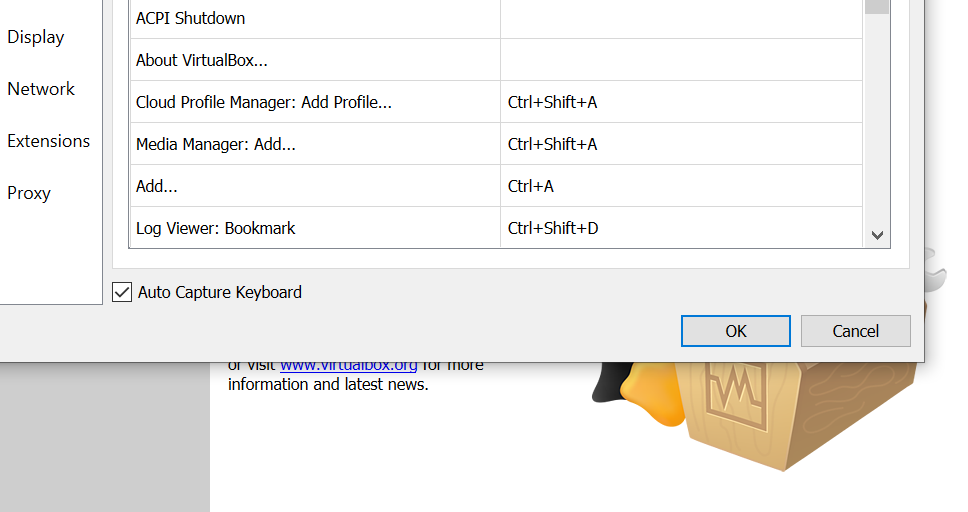 Display
Network
Extensions
Proxy
ACPI Shutdown
About VirtualBox...
Cloud Profile Manager: Add Profile... Ctrl+Shift+A
Media Manager: Add... Ctrl+Shift+A
Add... Ctrl+A
Log Viewer: Bookmark Ctrl+Shift+D
Auto Capture Keyboard
OK Cancel
or visit www.virtualbox.org for more
information and latest news.